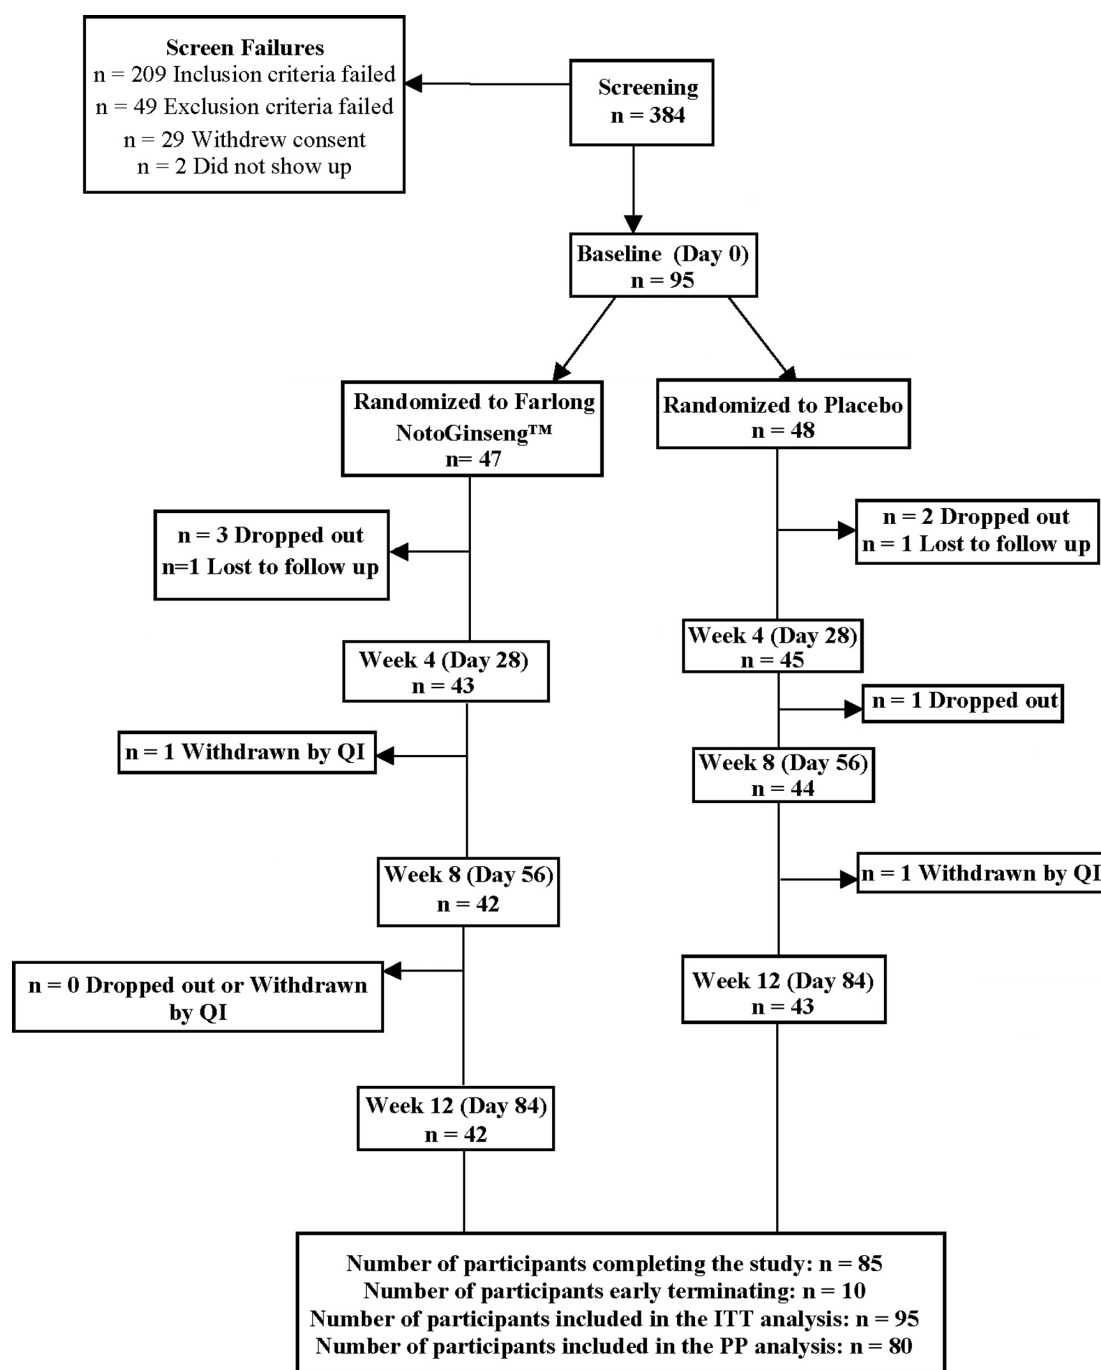 Screen Failures
n = 209 Inclusion criteria failed
n = 49 Exclusion criteria failed
n = 29 Withdrew consent
n = 2 Did not show up
Screening
n = 384
Baseline (Day 0)
n = 95
Randomized to Farlong
NotoGinseng™
n= 47
Randomized to Placebo
n = 48
n = 3 Dropped out
n=1 Lost to follow up
n = 2 Dropped out
n = 1 Lost to follow up
Week 4 (Day 28)
n = 43
Week 4 (Day 28)
n = 45
n = 1 Dropped out
n = 1 Withdrawn by QI
Week 8 (Day 56)
n = 44
Week 8 (Day 56)
n = 42
n = 1 Withdrawn by QI
n = 0 Dropped out or Withdrawn
by QI
Week 12 (Day 84)
n = 43
Week 12 (Day 84)
n = 42
Number of participants completing the study: n = 85
Number of participants early terminating: n = 10
Number of participants included in the ITT analysis: n = 95
Number of participants included in the PP analysis: n = 80